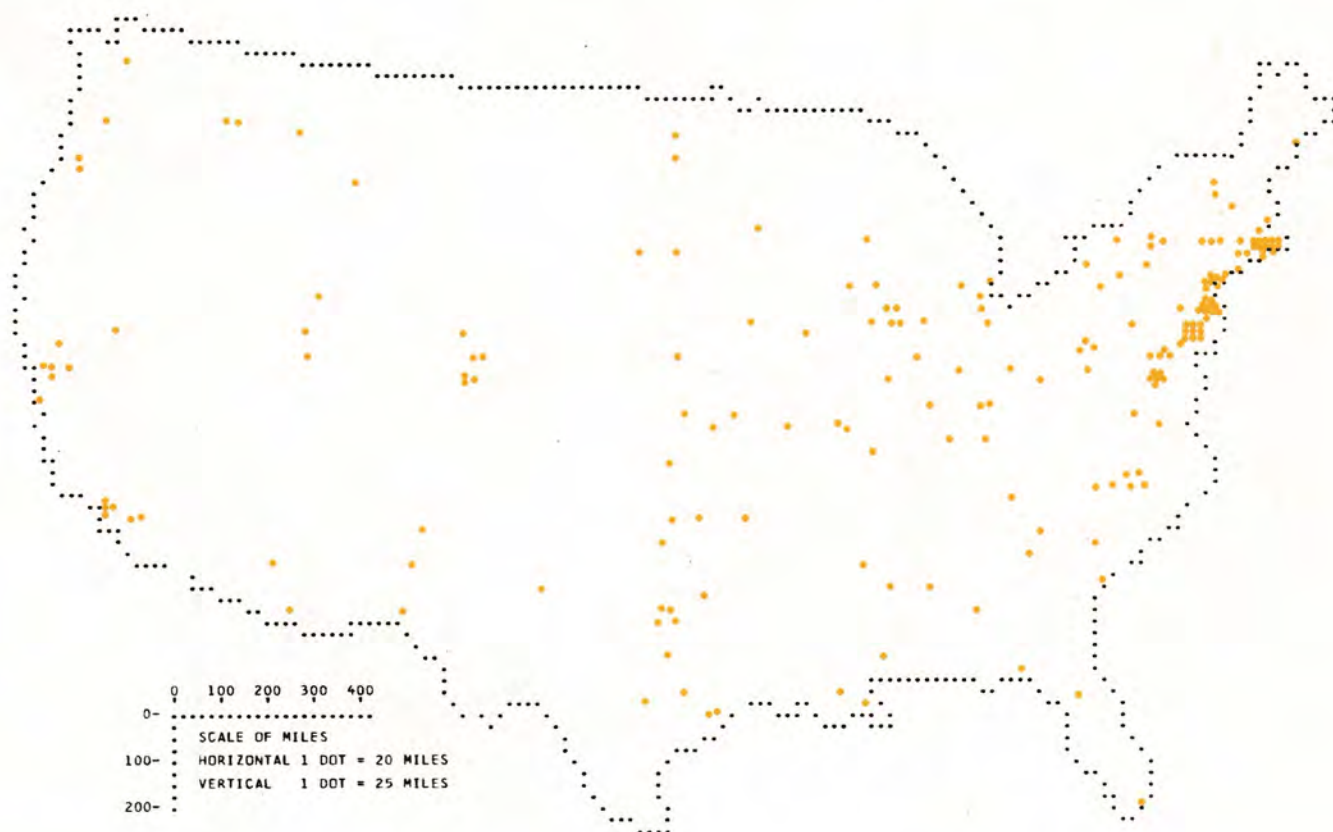 0 100 200 300 400
0-
SCALE OF MILES
100- HORIZONTAL 1 DOT = 20 MILES
VERTICAL 1 DOT = 25 MILES
200-